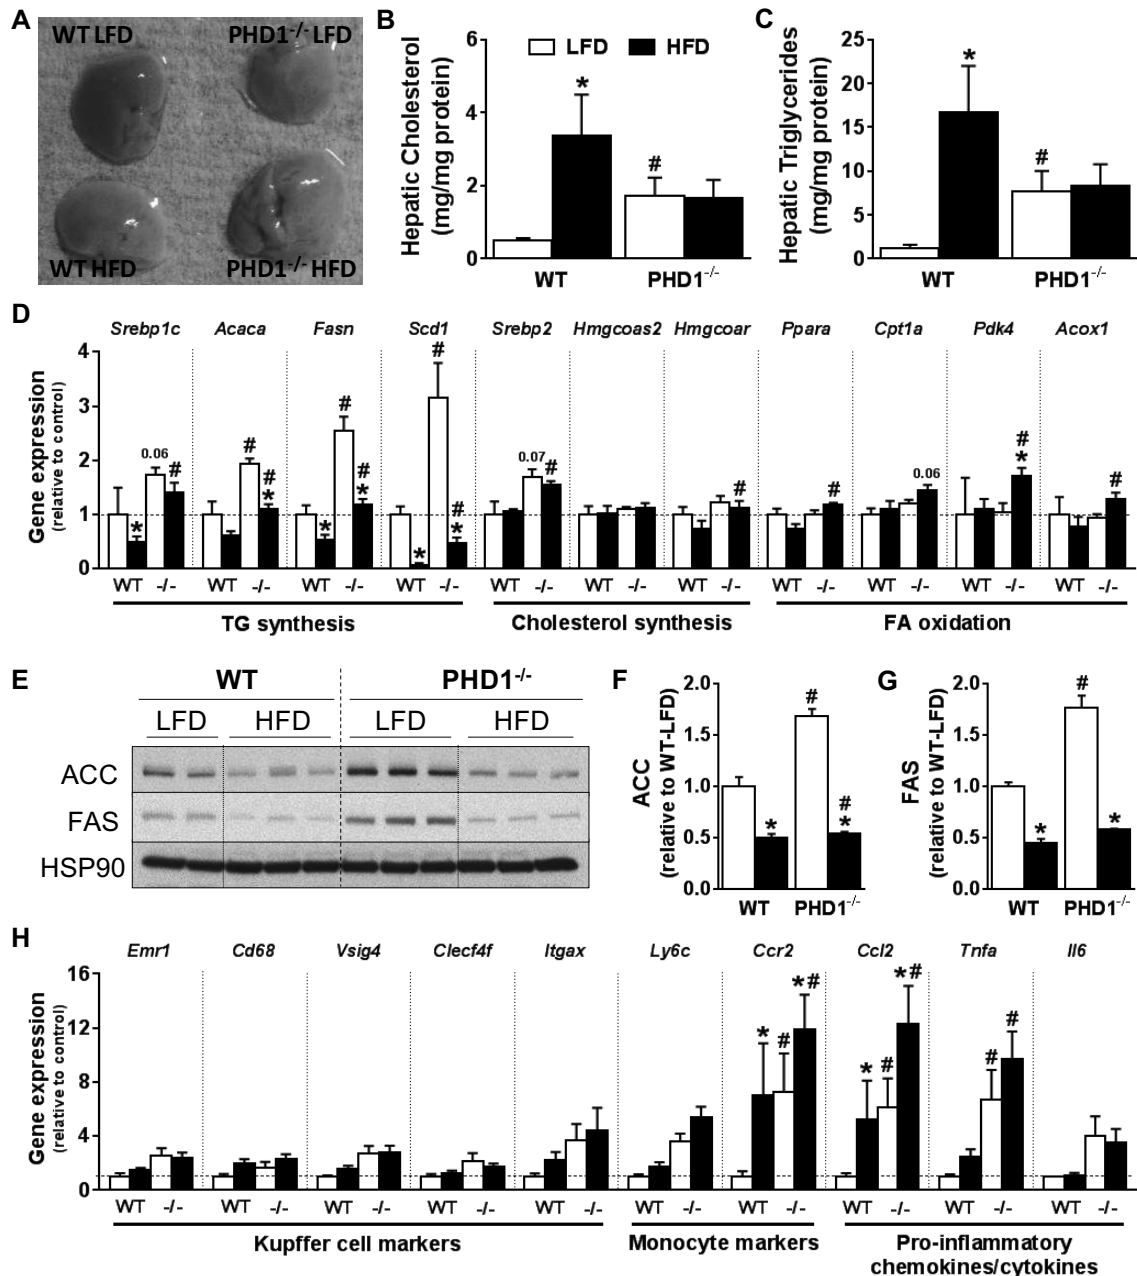 A
WT LFD
PHD1-/- LFD
WT HFD
PHD1-/- HFD
B
LFD
HFD
Hepatic Cholesterol
(mg/mg protein)
6
4
2
0
*
#
WT
PHD1-/-
C
Hepatic Triglycerides
(mg/mg protein)
25
20
15
10
5
0
*
#
WT
PHD1-/-
D
Srebp1c Acaca Fasn Scd1 Srebp2 Hmgcoas2 Hmgcoar Ppara Cpt1a Pdk4 Acox1
Gene expression
(relative to control)
4
3
2
1
0
* 0.06 #
# # *
* # # *
* # # *
0.07 #
#
#
0.06
# *
#
WT -/- WT -/- WT -/- WT -/- WT -/- WT -/- WT -/- WT -/- WT -/- WT -/- WT -/-
TG synthesis
Cholesterol synthesis
FA oxidation
E
WT
PHD1-/-
LFD HFD LFD HFD
ACC
FAS
HSP90
F
ACC
(relative to WT-LFD)
2.0
1.5
1.0
0.5
0.0
*
#
#
*
WT
PHD1-/-
G
FAS
(relative to WT-LFD)
2.0
1.5
1.0
0.5
0.0
*
#
*
WT
PHD1-/-
H
Emr1 Cd68 Vsig4 Clecf4f Itgax Ly6c Ccr2 Ccl2 Tnfa Il6
Gene expression
(relative to control)
16
12
8
4
0
* # *#
* # *#
# #
WT -/- WT -/- WT -/- WT -/- WT -/- WT -/- WT -/- WT -/- WT -/- WT -/-
Kupffer cell markers
Monocyte markers
Pro-inflammatory
chemokines/cytokines